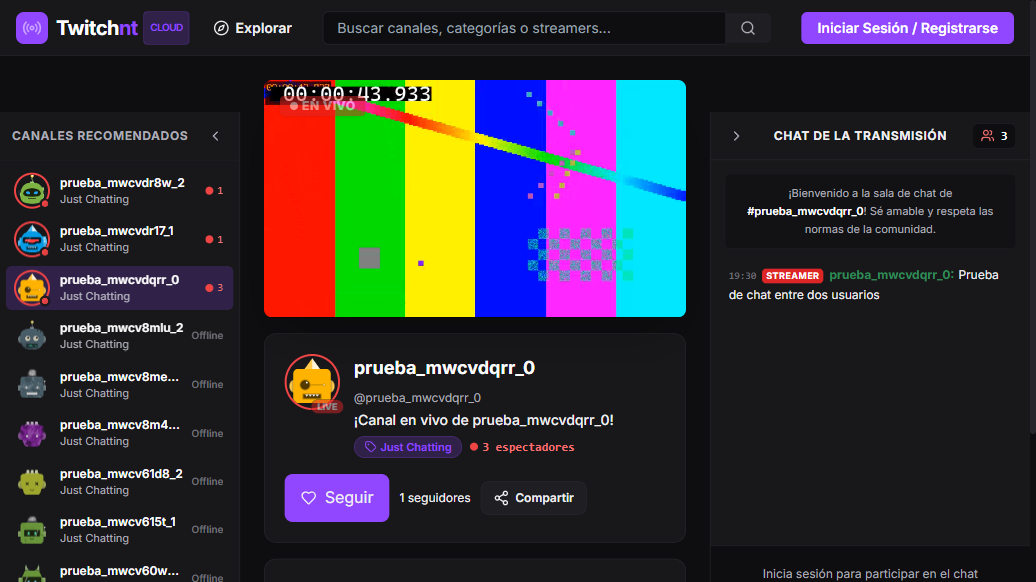 Twitchnt CLOUD
Explorar
Buscar canales, categorías o streamers...
Iniciar Sesión / Registrarse
CANALES RECOMENDADOS
prueba_mwcvdr8w_2
Just Chatting
1
prueba_mwcvdr17_1
Just Chatting
1
prueba_mwcvdqrr_0
Just Chatting
3
prueba_mwcv8mlu_2
Just Chatting
Offline
prueba_mwcv8me...
Just Chatting
Offline
prueba_mwcv8m4...
Just Chatting
Offline
prueba_mwcv61d8_2
Just Chatting
Offline
prueba_mwcv615t_1
Just Chatting
Offline
prueba_mwcv60w...
Offline
00:00:43.933
EN VIVO
LIVE
prueba_mwcvdqrr_0
@prueba_mwcvdqrr_0
¡Canal en vivo de prueba_mwcvdqrr_0!
Just Chatting
3 espectadores
Seguir
1 seguidores
Compartir
CHAT DE LA TRANSMISIÓN
3
¡Bienvenido a la sala de chat de
#prueba_mwcvdqrr_0! Sé amable y respeta las
normas de la comunidad.
19:30 STREAMER prueba_mwcvdqrr_0: Prueba
de chat entre dos usuarios
Inicia sesión para participar en el chat